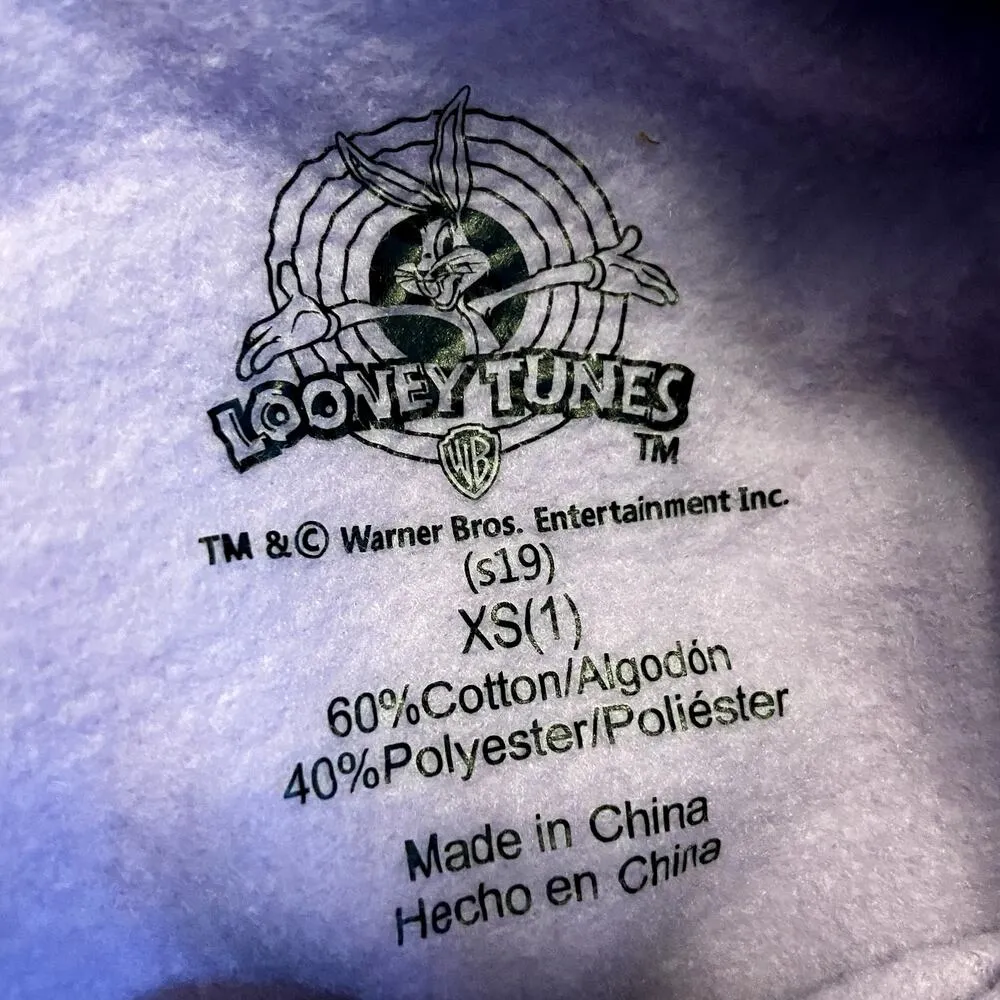 LOONEY TUNES
TM
WB
TM & © Warner Bros. Entertainment Inc.
(s19)
XS(1)
60%Cotton/Algodón
40%Polyester/Poliéster
Made in China
Hecho en China